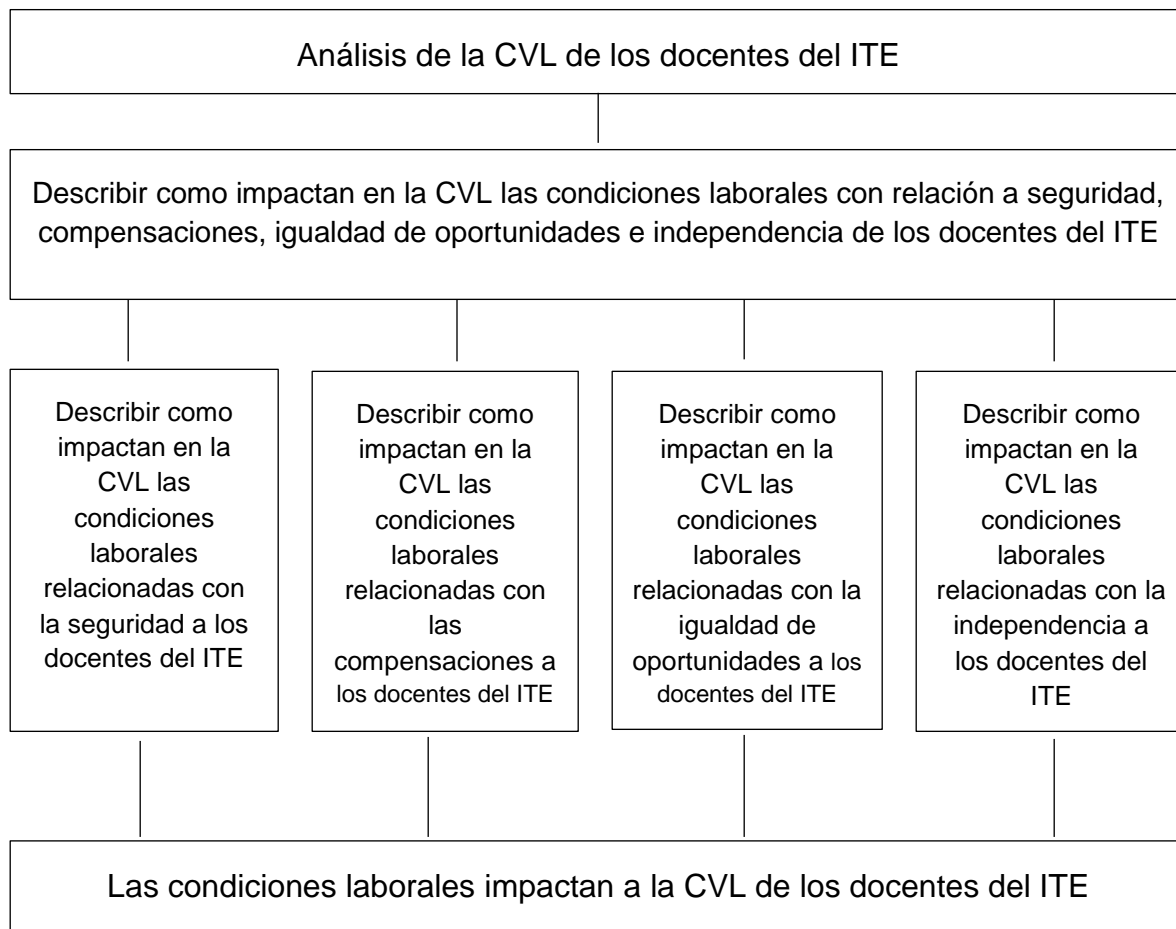 Análisis de la CVL de los docentes del ITE
Describir como impactan en la CVL las condiciones laborales con relación a seguridad,
compensaciones, igualdad de oportunidades e independencia de los docentes del ITE
Describir como
impactan en la
CVL las
condiciones
laborales
relacionadas con
la seguridad a los
docentes del ITE
Describir como
impactan en la
CVL las
condiciones
laborales
relacionadas con
las
compensaciones a
los docentes del ITE
Describir como
impactan en la
CVL las
condiciones
laborales
relacionadas con la
igualdad de
oportunidades a los
docentes del ITE
Describir como
impactan en la
CVL las
condiciones
laborales
relacionadas con la
independencia a
los docentes del
ITE
Las condiciones laborales impactan a la CVL de los docentes del ITE